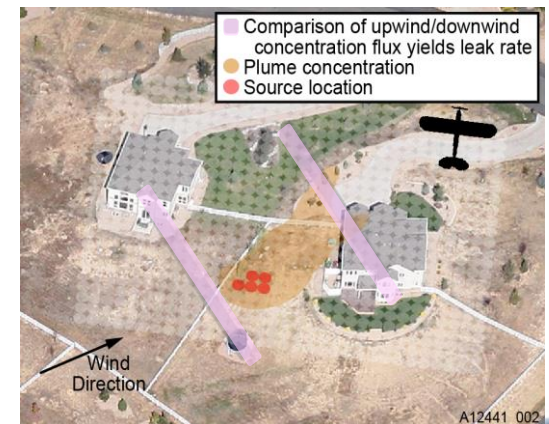 Comparison of upwind/downwind
concentration flux yields leak rate
Plume concentration
Source location
Wind
Direction
A12441_002